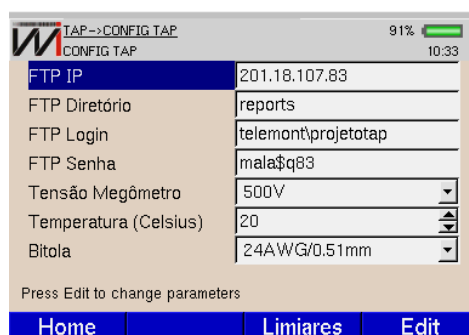 TAP->CONFIG TAP
91%
CONFIG TAP
10:33
FTP IP 201.18.107.83
FTP Diretório reports
FTP Login telemont\projetotap
FTP Senha mala$q83
Tensão Megômetro 500V
Temperatura (Celsius) 20
Bitola 24AWG/0.51mm
Press Edit to change parameters
Home Limiares Edit